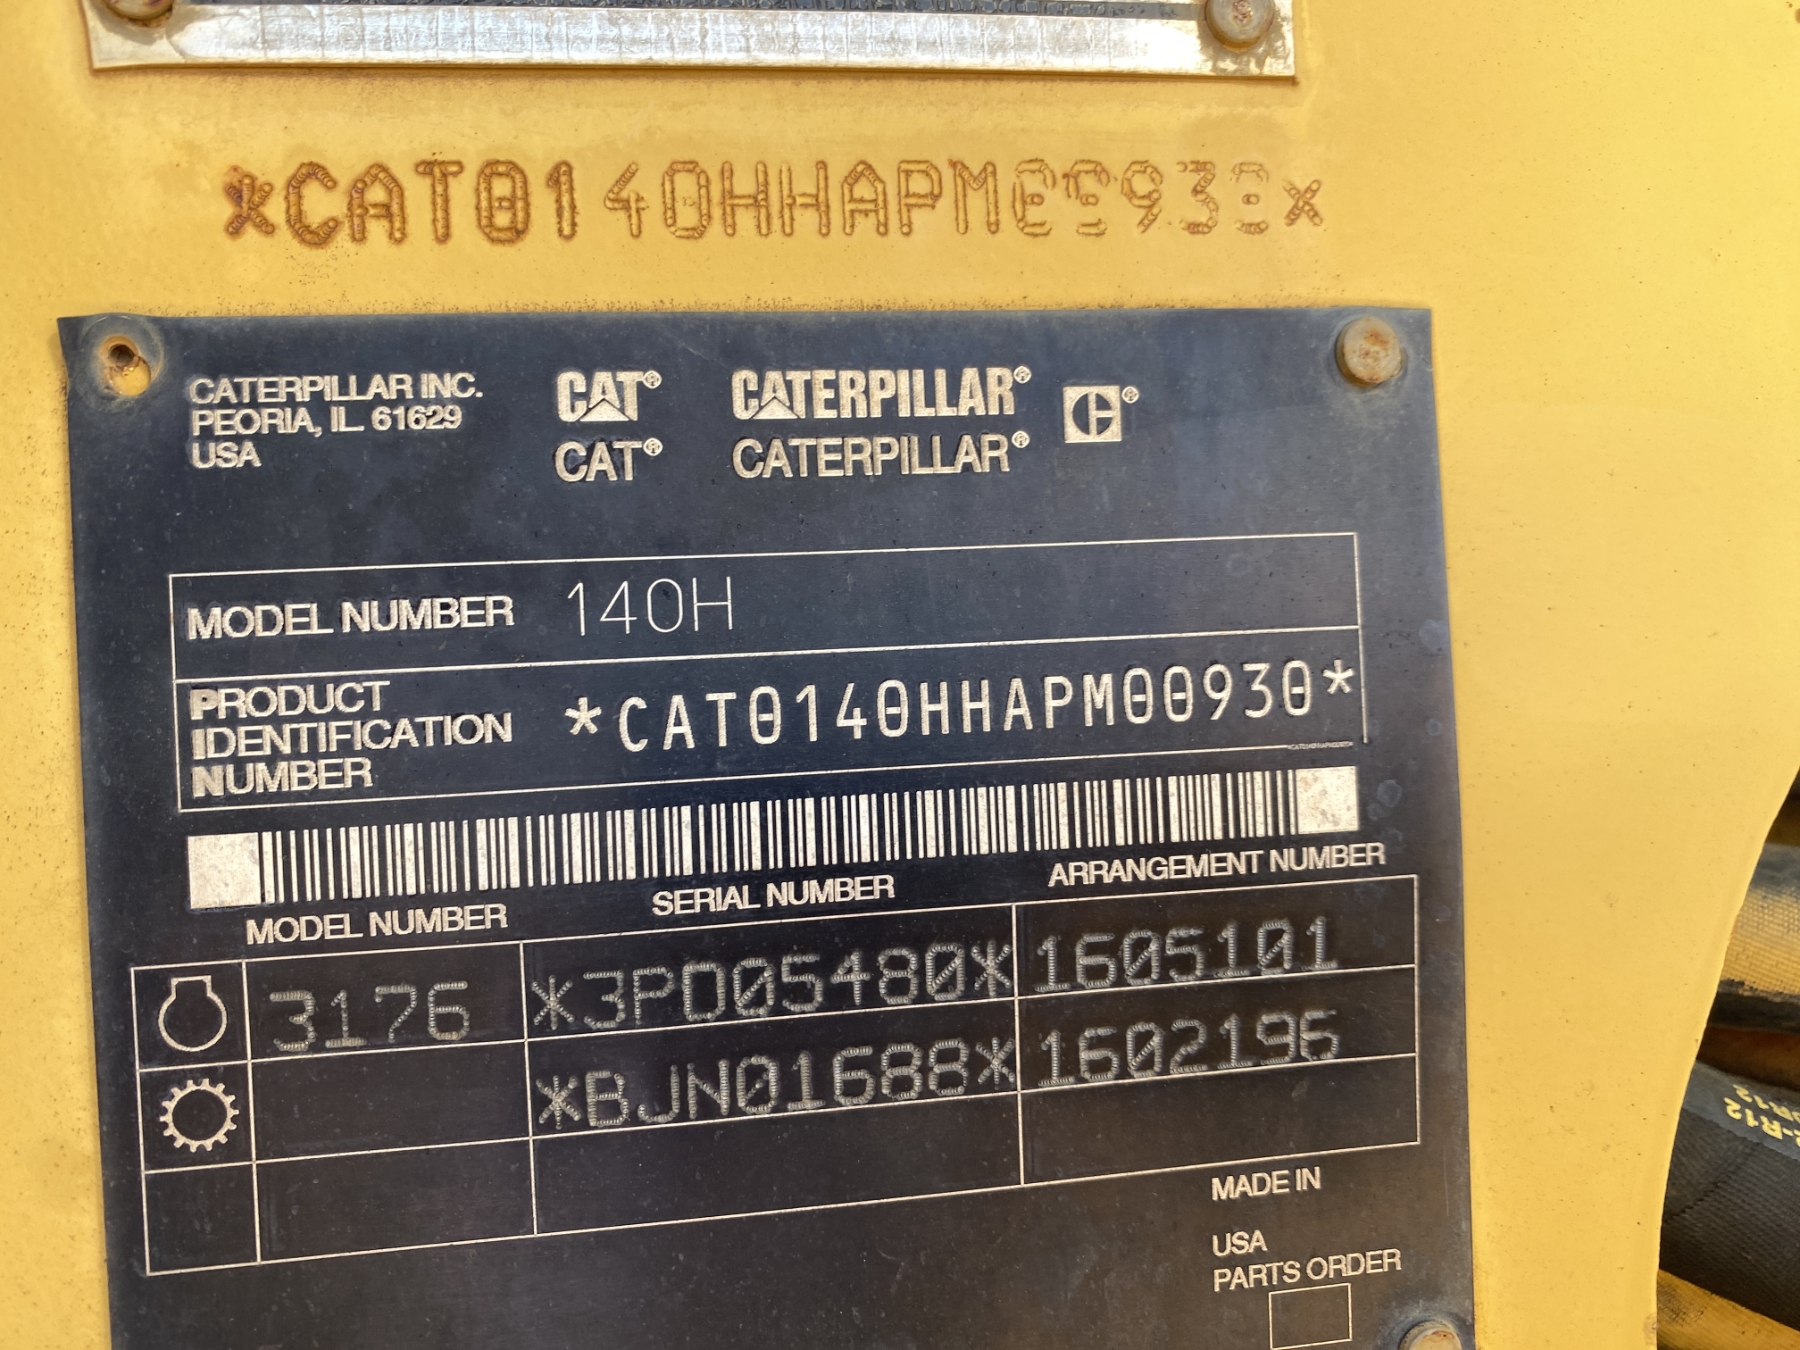 *CAT0140HHAPM00930*
CATERPILLAR INC.
PEORIA, IL 61629
USA
CAT® CATERPILLAR®
CAT® CATERPILLAR®
MODEL NUMBER 140H
PRODUCT
IDENTIFICATION
NUMBER
*CAT0140HHAPM00930*
MODEL NUMBER SERIAL NUMBER ARRANGEMENT NUMBER
3176 *3PD05480* 1605101
*BJN01688* 1602196
MADE IN
USA
PARTS ORDER